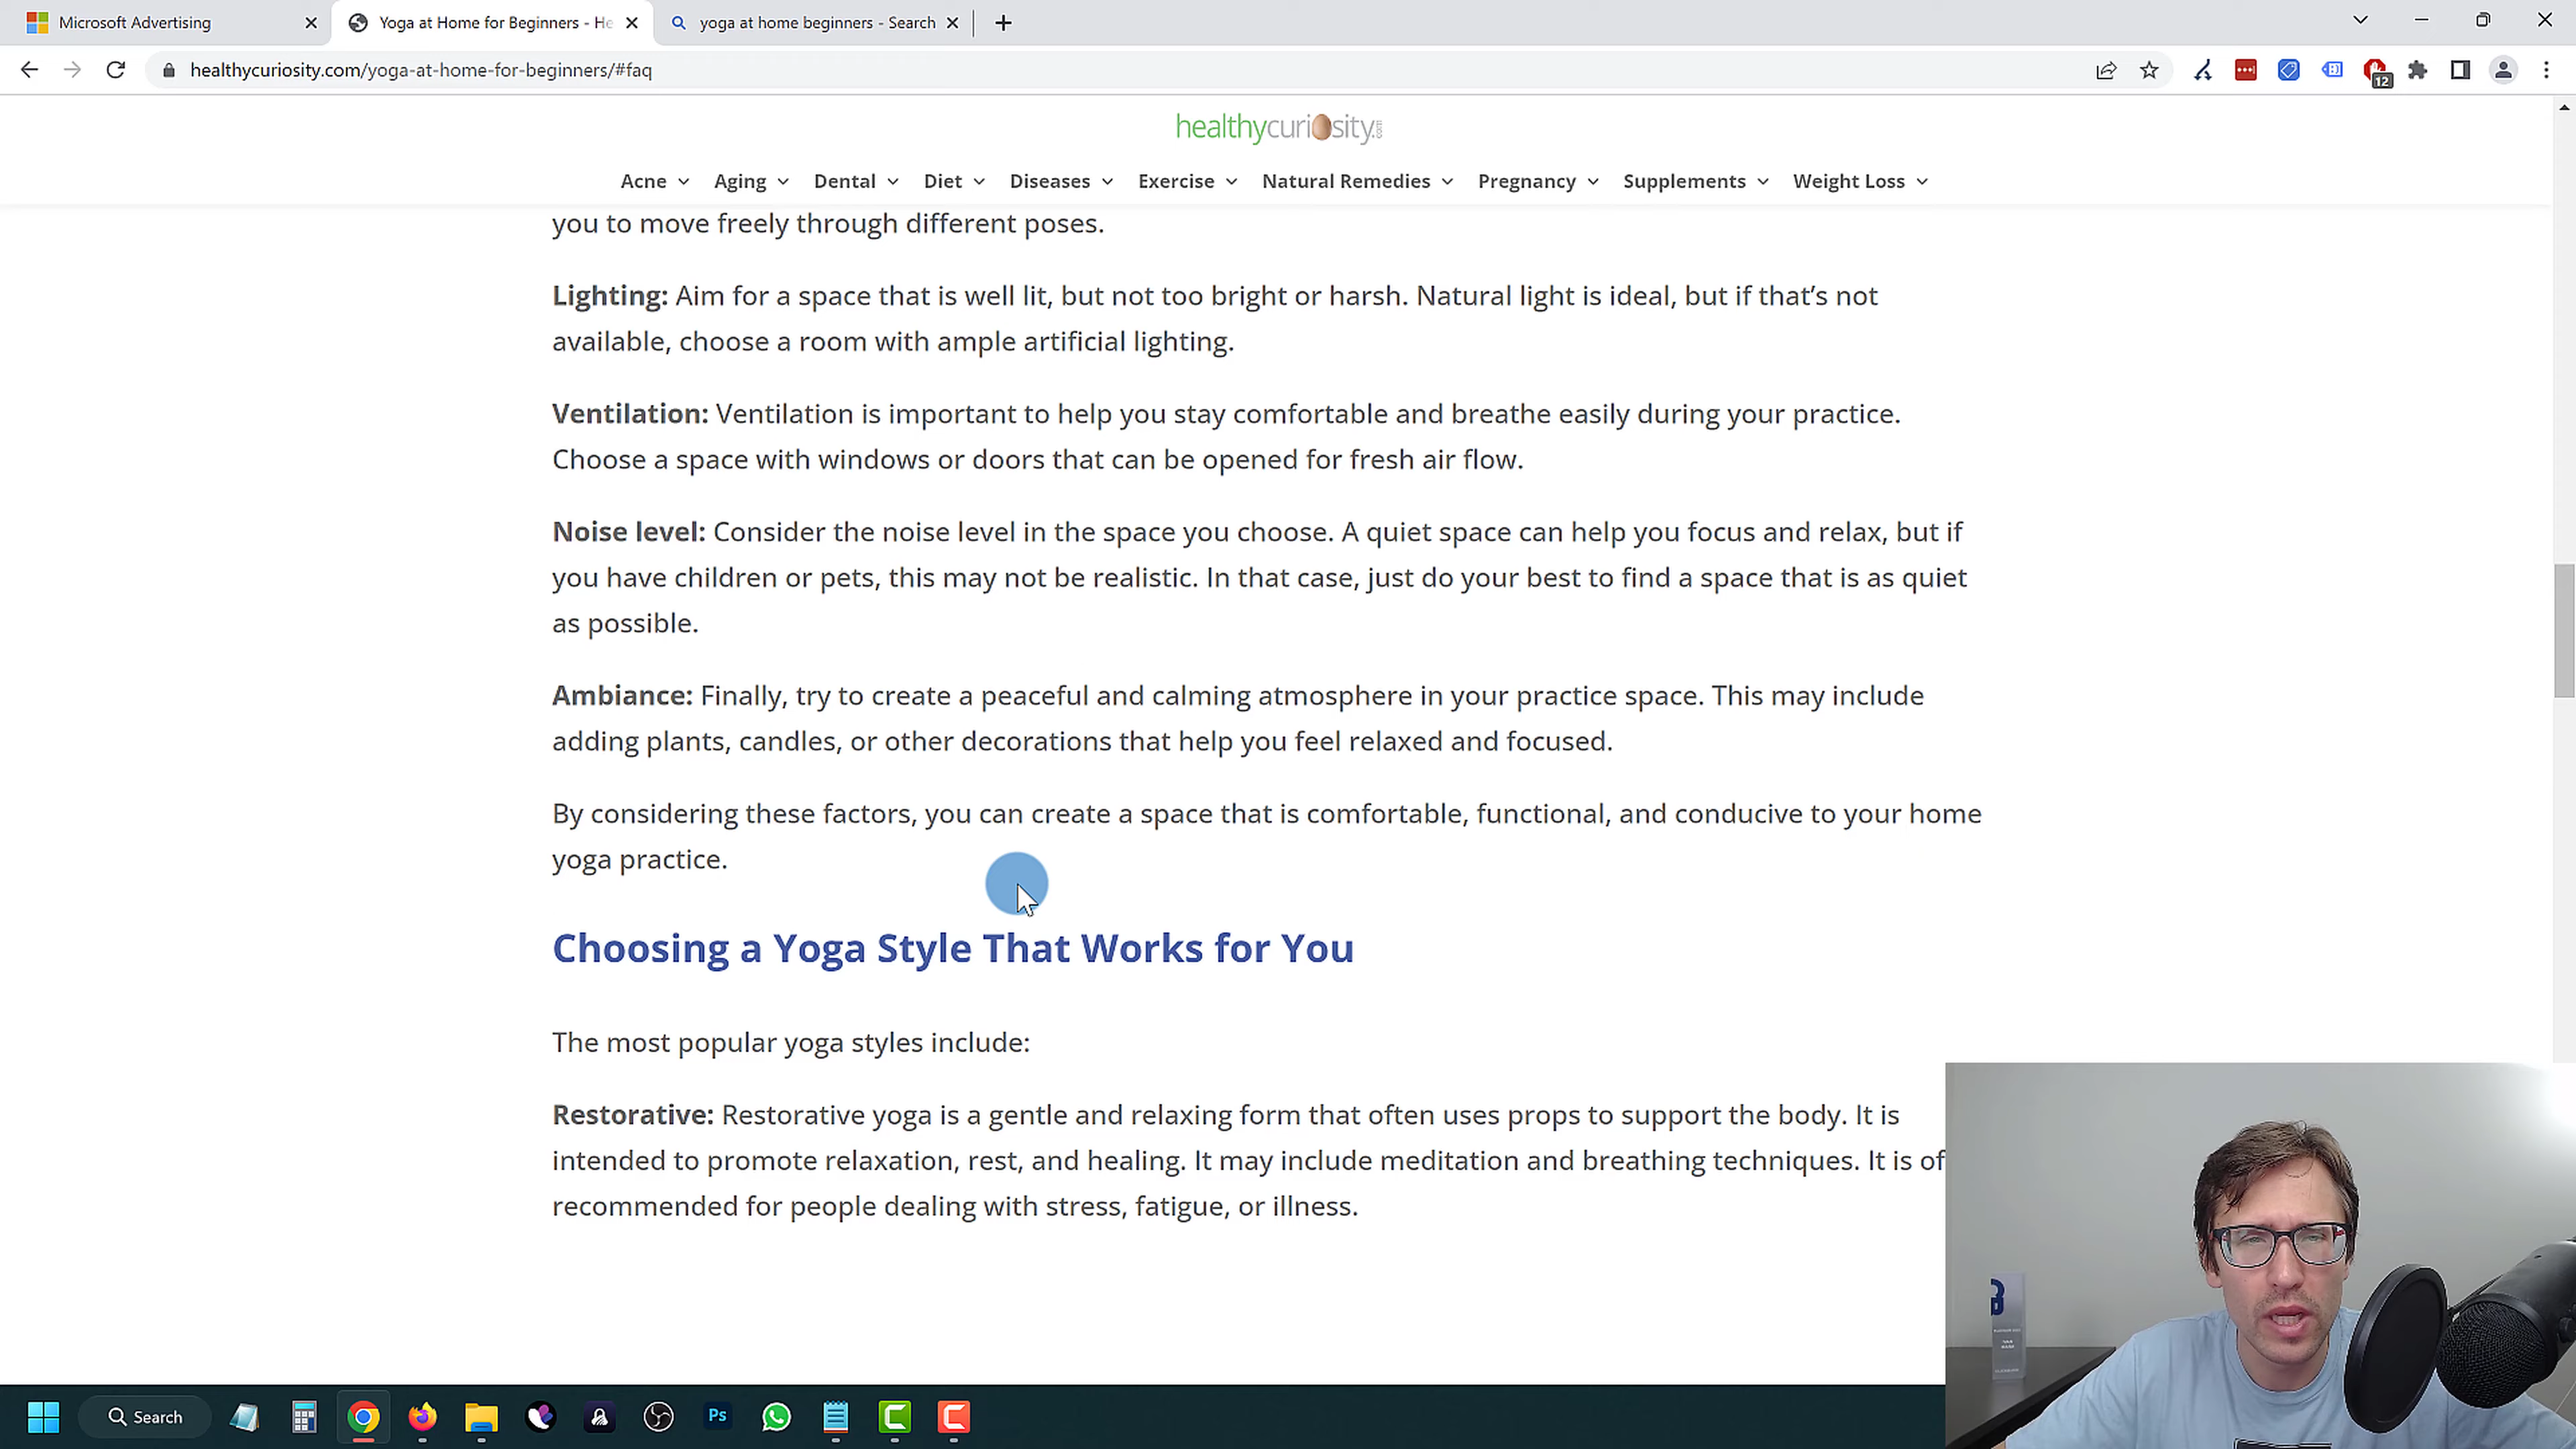 Microsoft Advertising
Yoga at Home for Beginners - He
yoga at home beginners - Search
healthycuriosity.com/yoga-at-home-for-beginners/#faq
12
healthycuriosity.com
Acne Aging Dental Diet Diseases Exercise Natural Remedies Pregnancy Supplements Weight Loss
you to move freely through different poses.
Lighting: Aim for a space that is well lit, but not too bright or harsh. Natural light is ideal, but if that’s not
available, choose a room with ample artificial lighting.
Ventilation: Ventilation is important to help you stay comfortable and breathe easily during your practice.
Choose a space with windows or doors that can be opened for fresh air flow.
Noise level: Consider the noise level in the space you choose. A quiet space can help you focus and relax, but if
you have children or pets, this may not be realistic. In that case, just do your best to find a space that is as quiet
as possible.
Ambiance: Finally, try to create a peaceful and calming atmosphere in your practice space. This may include
adding plants, candles, or other decorations that help you feel relaxed and focused.
By considering these factors, you can create a space that is comfortable, functional, and conducive to your home
yoga practice.
Choosing a Yoga Style That Works for You
The most popular yoga styles include:
Restorative: Restorative yoga is a gentle and relaxing form that often uses props to support the body. It is
intended to promote relaxation, rest, and healing. It may include meditation and breathing techniques. It is of
recommended for people dealing with stress, fatigue, or illness.
Search
Ps